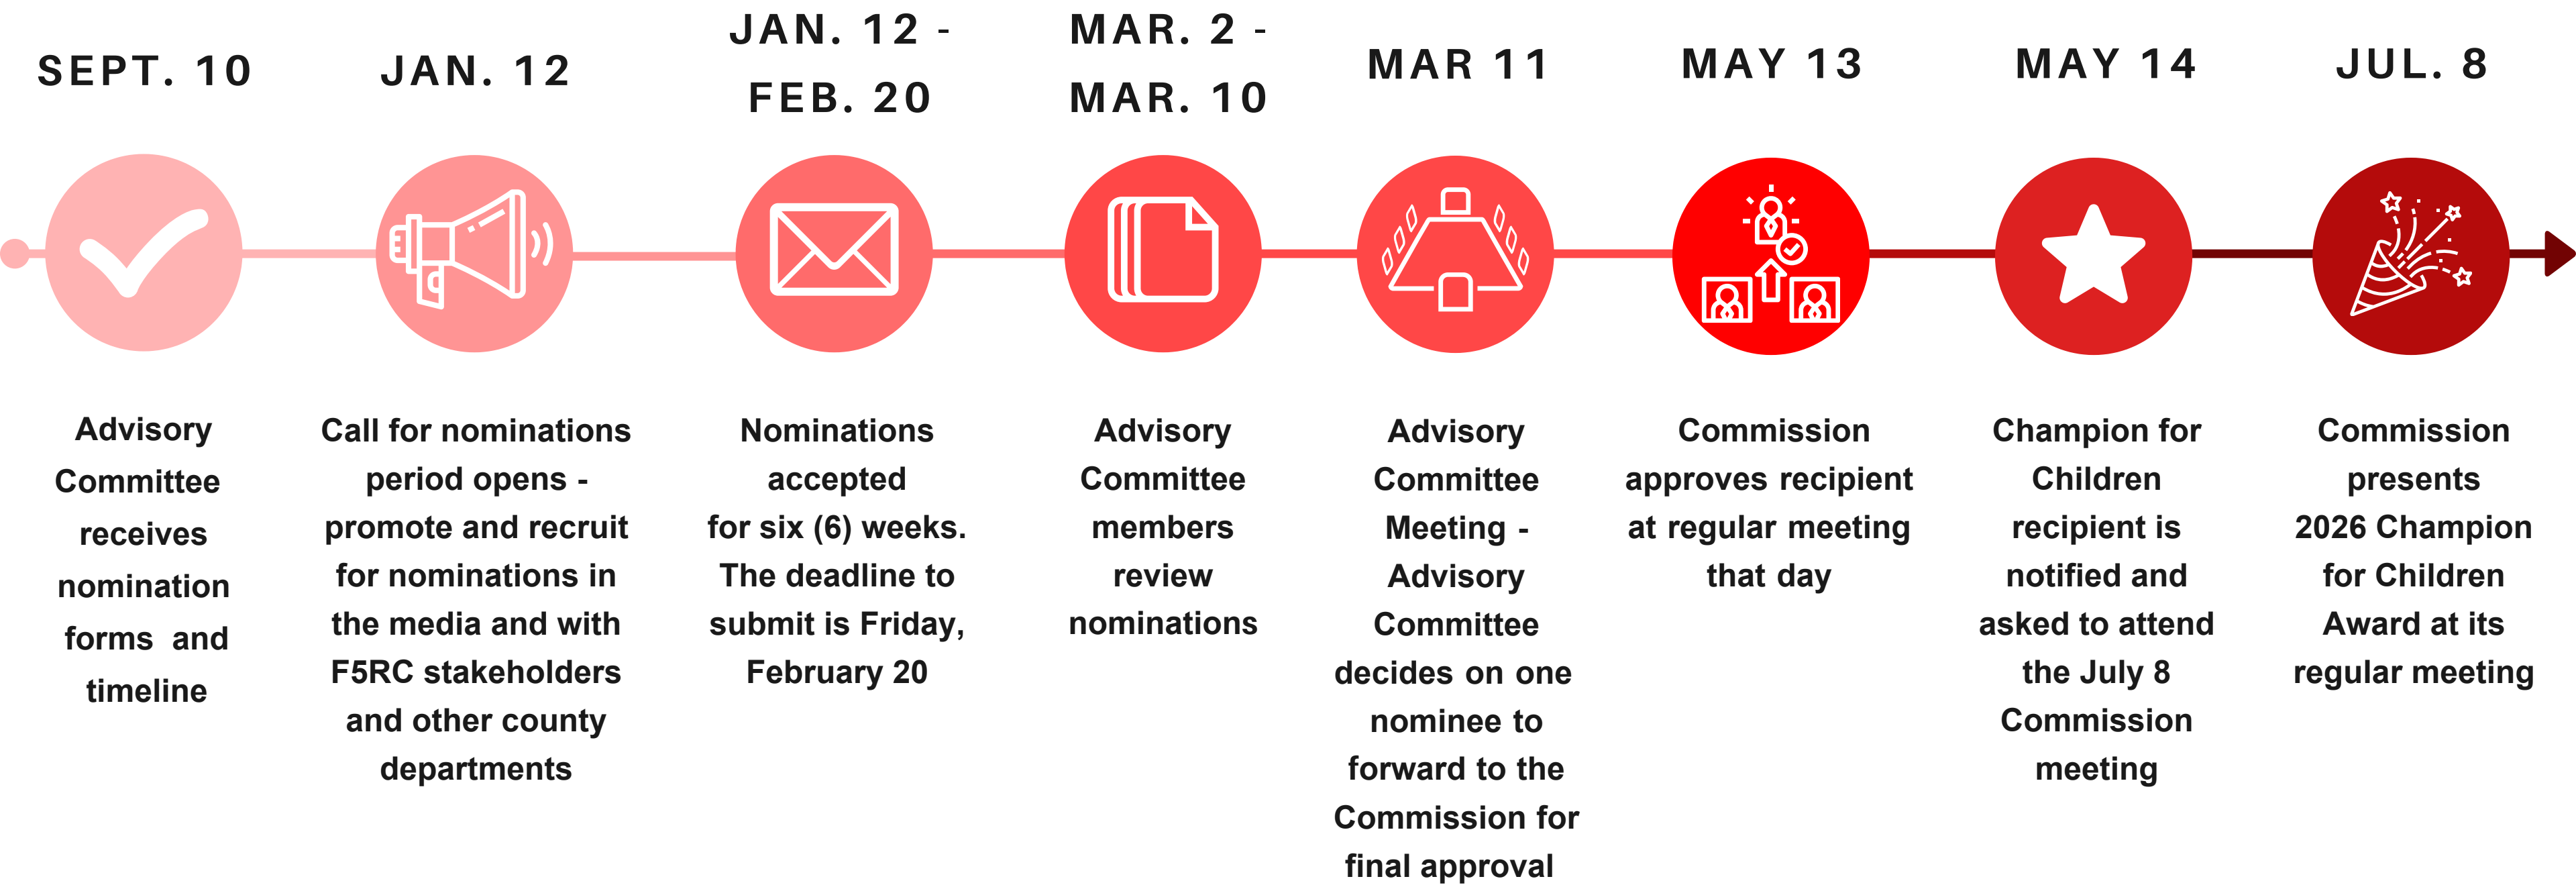 SEPT. 10
Advisory
Committee
receives
nomination
forms and
timeline
JAN. 12
Call for nominations
period opens -
promote and recruit
for nominations in
the media and with
F5RC stakeholders
and other county
departments
JAN. 12 -
FEB. 20
Nominations
accepted
for six (6) weeks.
The deadline to
submit is Friday,
February 20
MAR. 2 -
MAR. 10
Advisory
Committee
members
review
nominations
MAR 11
Advisory
Committee
Meeting -
Advisory
Committee
decides on one
nominee to
forward to the
Commission for
final approval
MAY 13
Commission
approves recipient
at regular meeting
that day
MAY 14
Champion for
Children
recipient is
notified and
asked to attend
the July 8
Commission
meeting
JUL. 8
Commission
presents
2026 Champion
for Children
Award at its
regular meeting